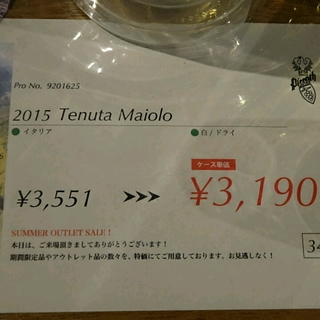 Pro No. 9201625
Pieroth
2015 Tenuta Maiolo
イタリア 白/ドライ
ケース単価
¥3,551 >>> ¥3,190
SUMMER OUTLET SALE!
本日は、ご来場頂きましてありがとうございます!
期間限定品やアウトレット品の数々を、特価にてご用意しております。お見逃しなく!
34